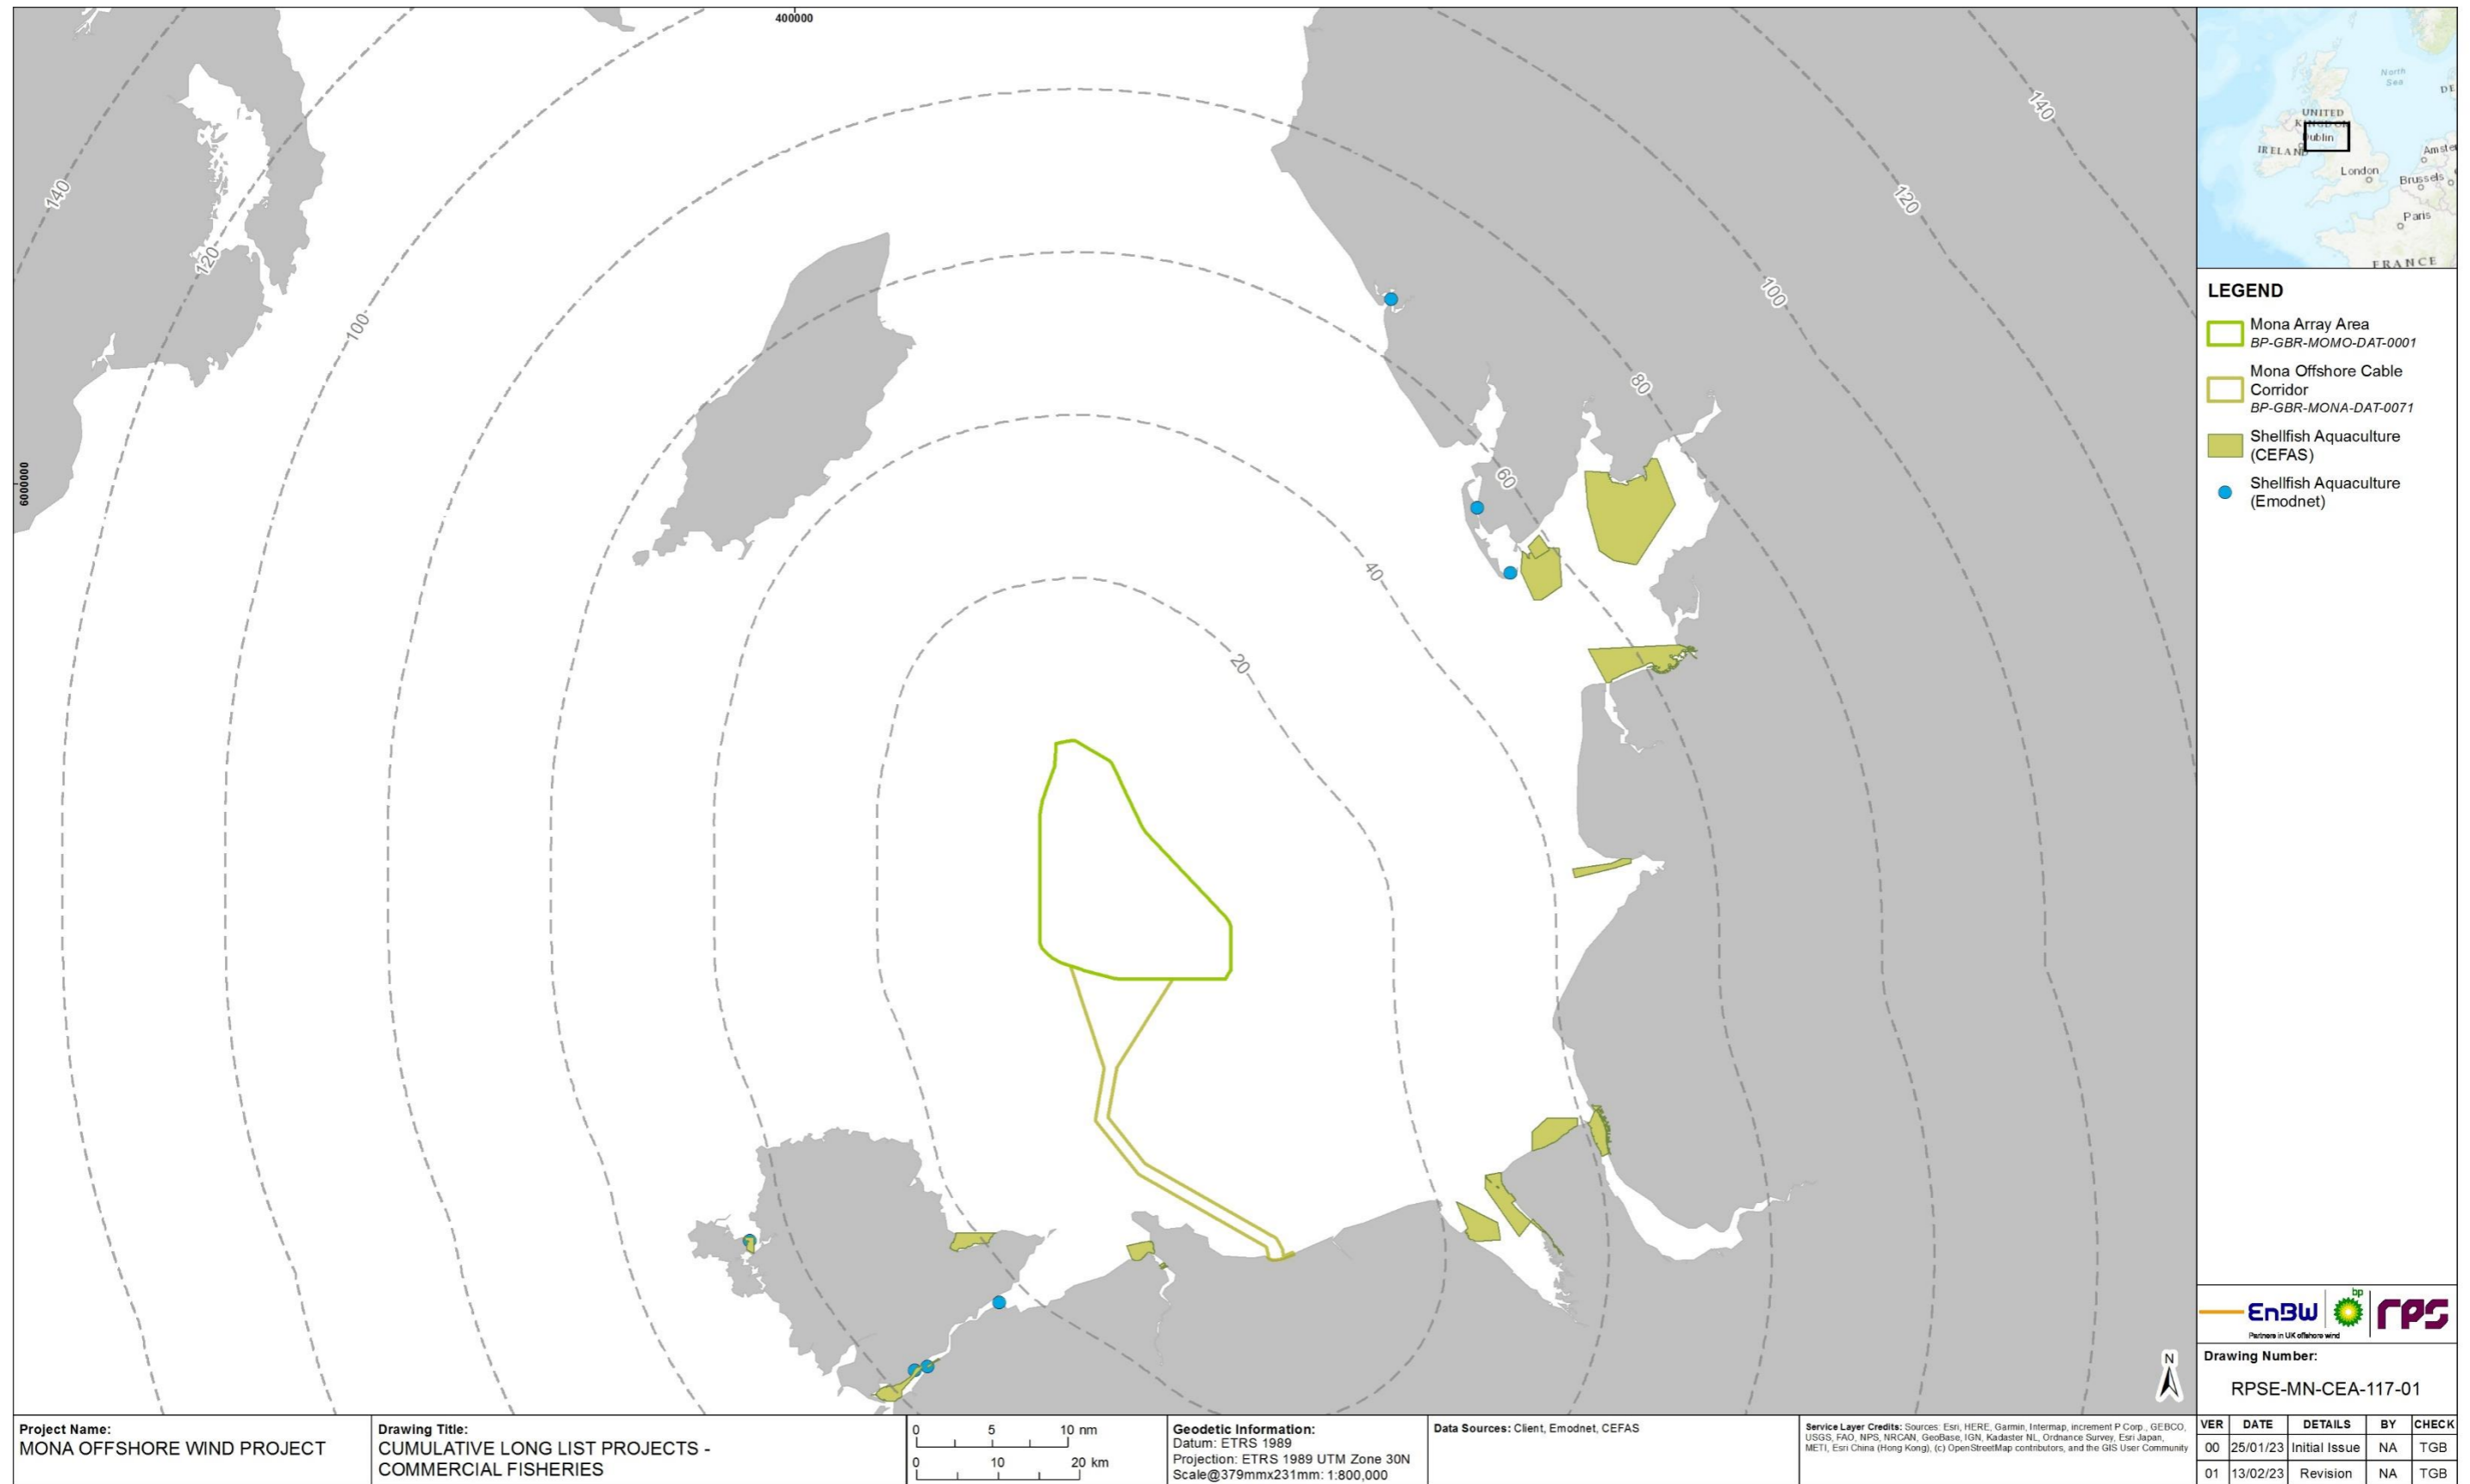 400000
6000000
140
120
100
20
40
60
80
100
120
140
North
Sea
UNITED
IRELAND
London
Brussels
Paris
FRANCE
LEGEND
Mona Array Area
BP-GBR-MOMO-DAT-0001
Mona Offshore Cable
Corridor
BP-GBR-MONA-DAT-0071
Shellfish Aquaculture
(CEFAS)
Shellfish Aquaculture
(Emodnet)
EnBW bp rps
Partners in UK offshore wind
Drawing Number:
RPSE-MN-CEA-117-01
N
Project Name:
MONA OFFSHORE WIND PROJECT
Drawing Title:
CUMULATIVE LONG LIST PROJECTS -
COMMERCIAL FISHERIES
0 5 10 nm
0 10 20 km
Geodetic Information:
Datum: ETRS 1989
Projection: ETRS 1989 UTM Zone 30N
Scale@379mmx231mm: 1:800,000
Data Sources: Client, Emodnet, CEFAS
Service Layer Credits: Sources: Esri, HERE, Garmin, Intermap, increment P Corp., GEBCO,
USGS, FAO, NPS, NRCAN, GeoBase, IGN, Kadaster NL, Ordnance Survey, Esri Japan,
METI, Esri China (Hong Kong), (c) OpenStreetMap contributors, and the GIS User Community
VER DATE DETAILS BY CHECK
00 25/01/23 Initial Issue NA TGB
01 13/02/23 Revision NA TGB